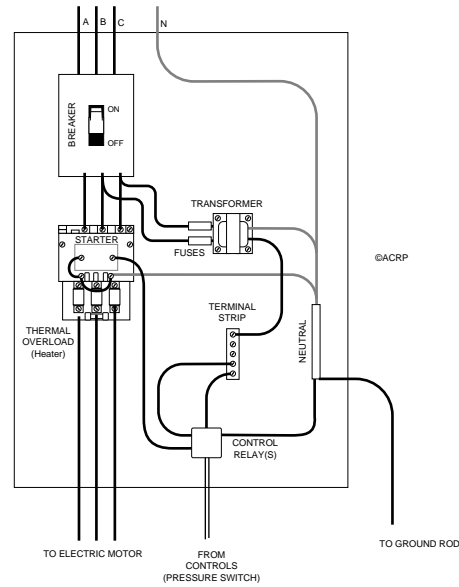 A B C N
BREAKER
ON
OFF
TRANSFORMER
STARTER
FUSES
©ACRP
TERMINAL
STRIP
NEUTRAL
THERMAL
OVERLOAD
(Heater)
CONTROL
RELAY(S)
TO ELECTRIC MOTOR
FROM
CONTROLS
(PRESSURE SWITCH)
TO GROUND ROD